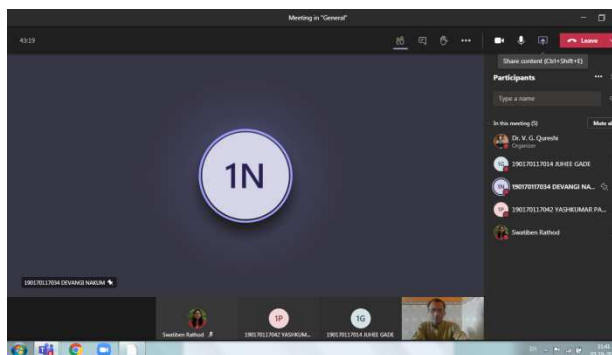 Meeting in "General"
43:19
Leave
Share content (Ctrl+Shift+E)
Participants
Type a name
In this meeting (5)
Mute al
Dr. V. G. Qureshi
Organizer
190170117014 JUHEE GADE
190170117034 DEVANGI NA...
190170117042 YASHKUMAR PA...
Swatiben Rathod
1N
190170117034 DEVANGI NAKUM
1P
1G
Swatiben Rathod
190170117042 YASHKUM...
190170117014 JUHEE GADE
EN